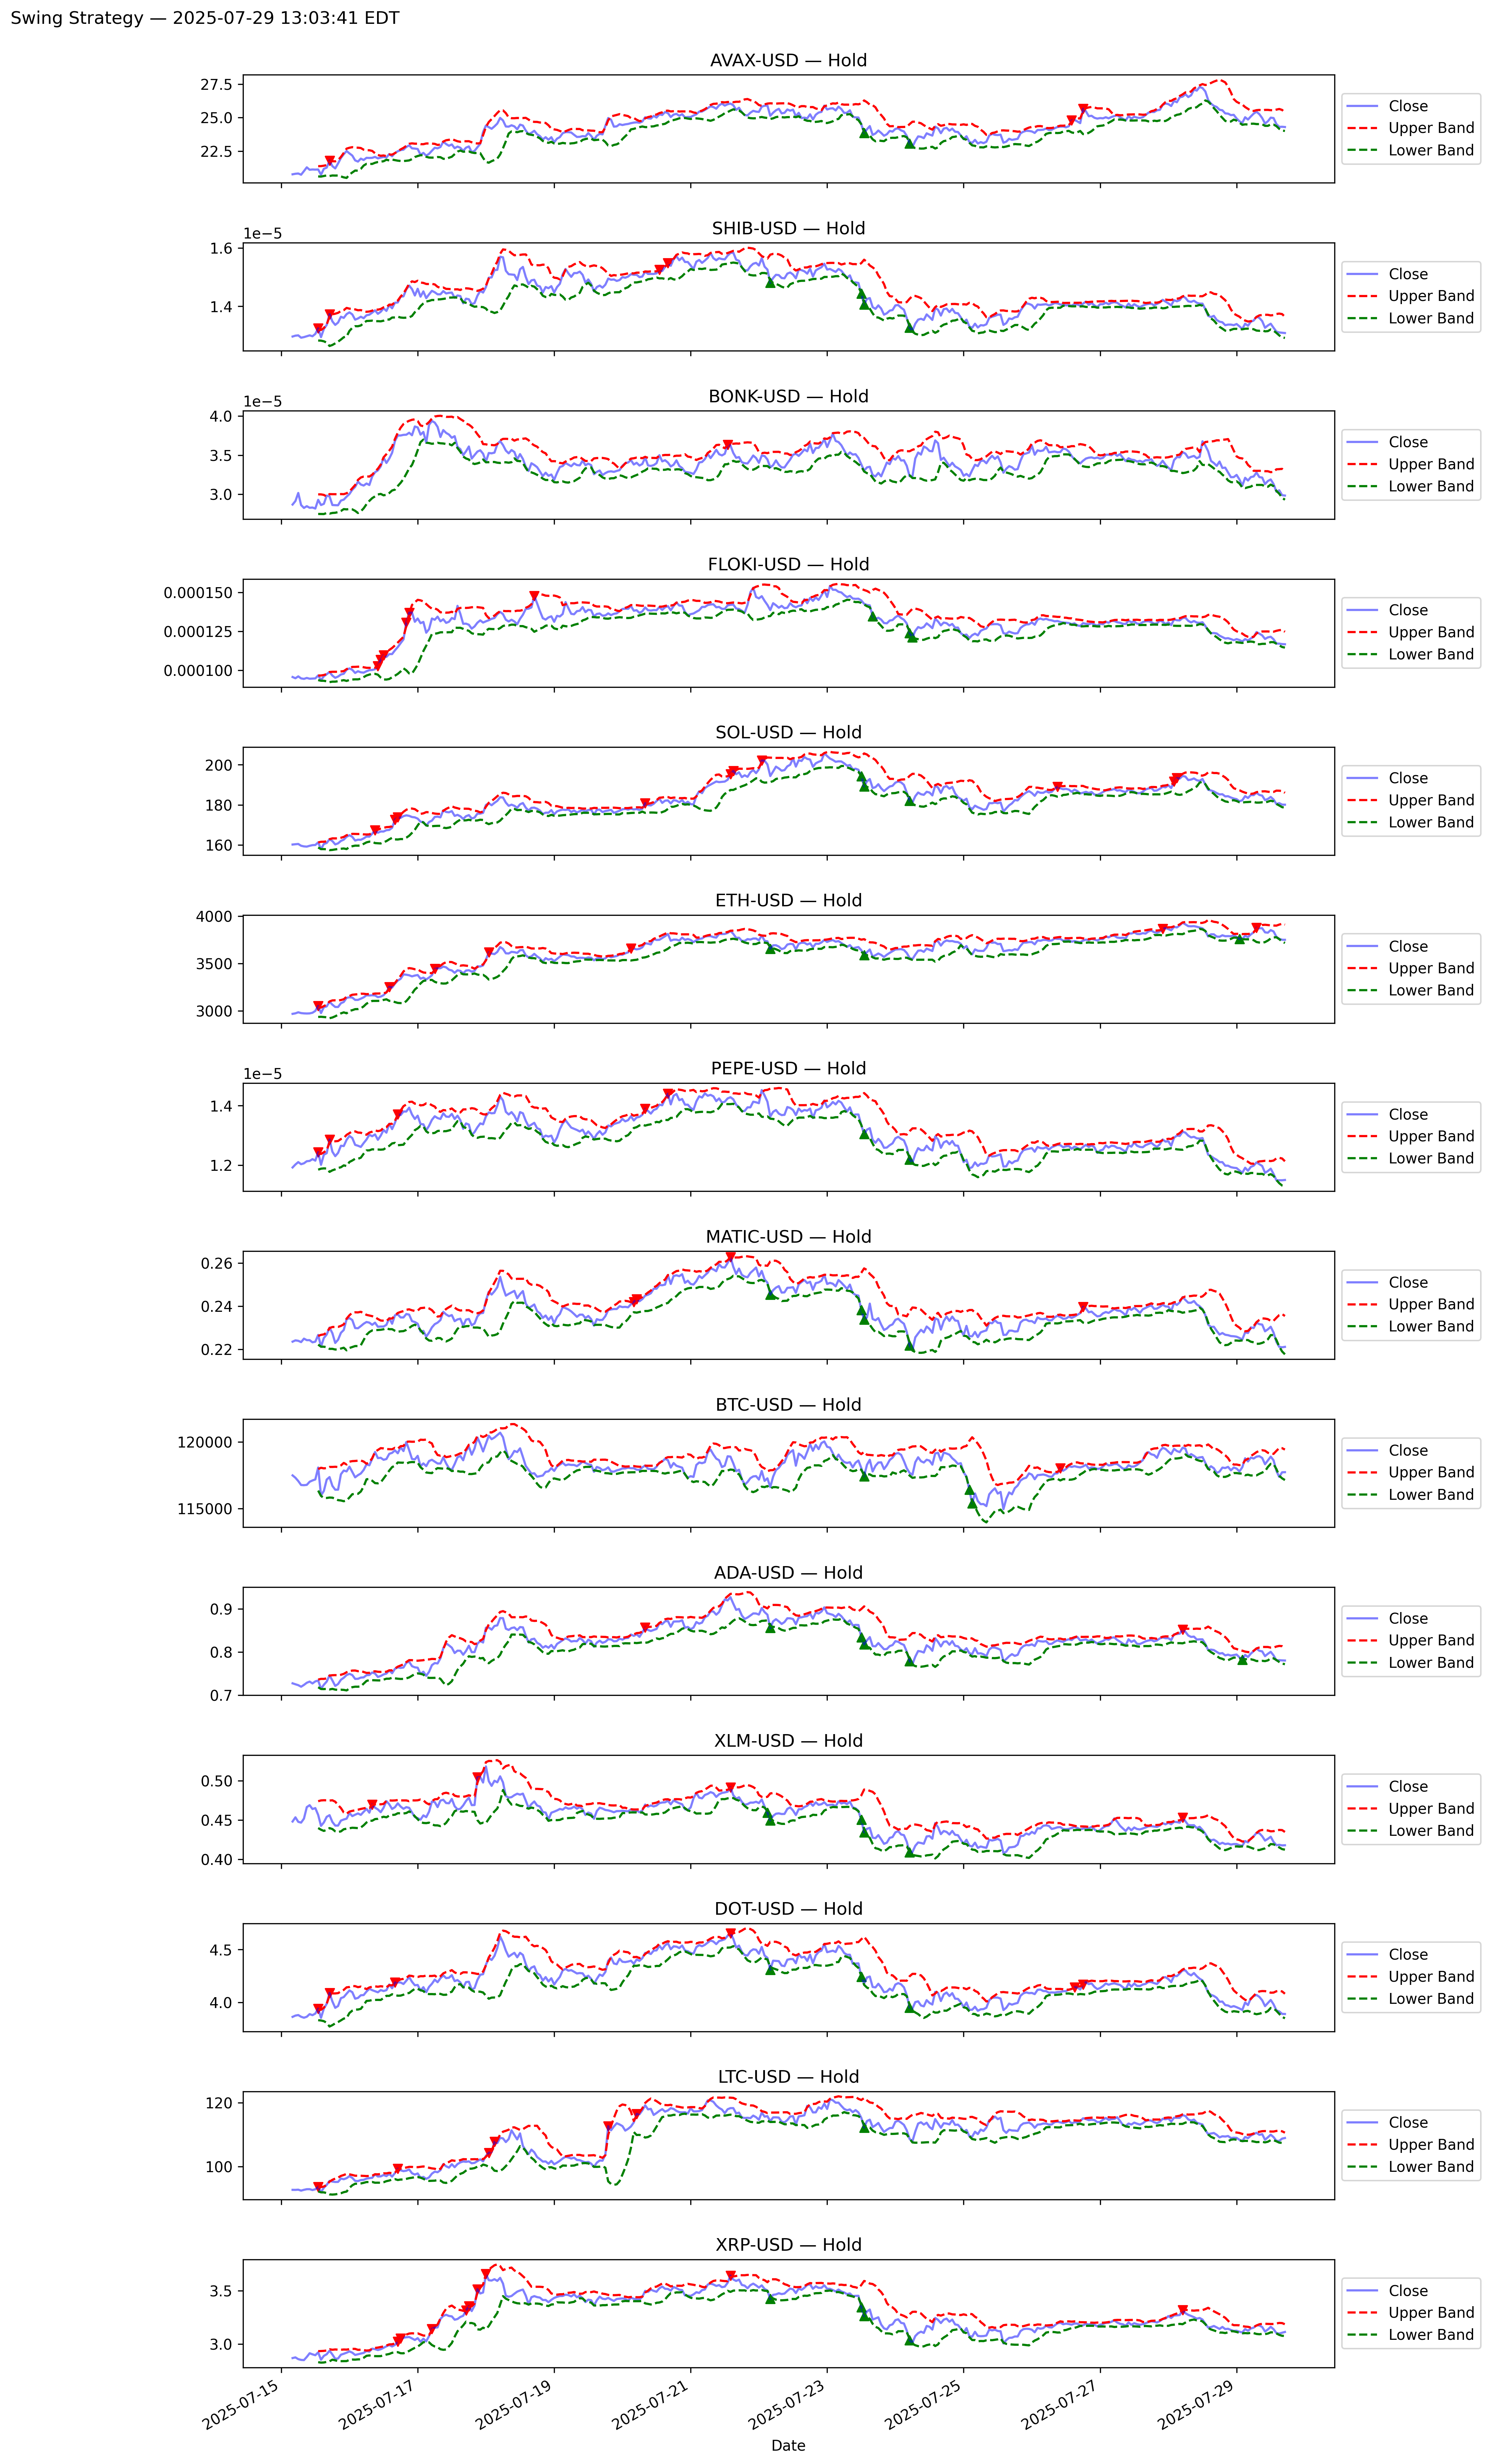 Swing Strategy — 2025-07-29 13:03:41 EDT
AVAX-USD — Hold
27.5
25.0
22.5
Close
Upper Band
Lower Band
SHIB-USD — Hold
1e−5
1.6
1.4
Close
Upper Band
Lower Band
BONK-USD — Hold
1e−5
4.0
3.5
3.0
Close
Upper Band
Lower Band
FLOKI-USD — Hold
0.000150
0.000125
0.000100
Close
Upper Band
Lower Band
SOL-USD — Hold
200
180
160
Close
Upper Band
Lower Band
ETH-USD — Hold
4000
3500
3000
Close
Upper Band
Lower Band
PEPE-USD — Hold
1e−5
1.4
1.2
Close
Upper Band
Lower Band
MATIC-USD — Hold
0.26
0.24
0.22
Close
Upper Band
Lower Band
BTC-USD — Hold
120000
115000
Close
Upper Band
Lower Band
ADA-USD — Hold
0.9
0.8
0.7
Close
Upper Band
Lower Band
XLM-USD — Hold
0.50
0.45
0.40
Close
Upper Band
Lower Band
DOT-USD — Hold
4.5
4.0
Close
Upper Band
Lower Band
LTC-USD — Hold
120
100
Close
Upper Band
Lower Band
XRP-USD — Hold
3.5
3.0
Close
Upper Band
Lower Band
2025-07-15
2025-07-17
2025-07-19
2025-07-21
2025-07-23
2025-07-25
2025-07-27
2025-07-29
Date